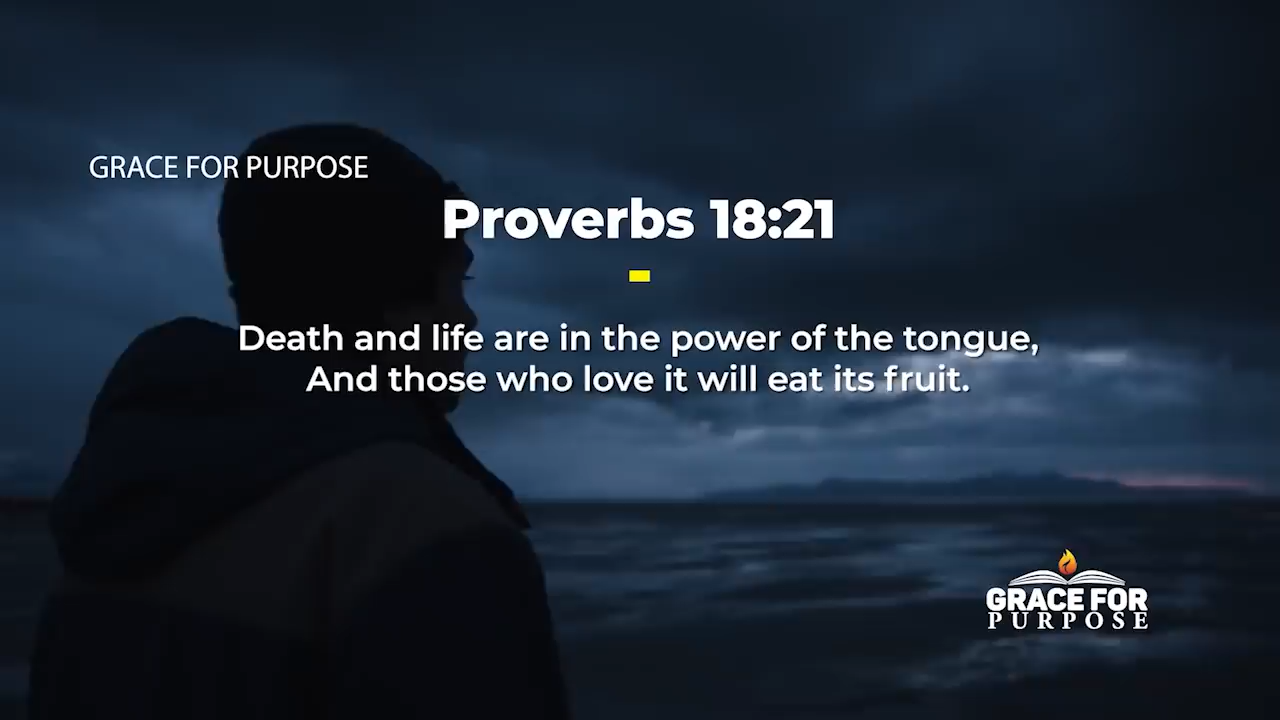 GRACE FOR PURPOSE
Proverbs 18:21
Death and life are in the power of the tongue,
And those who love it will eat its fruit.
GRACE FOR
PURPOSE